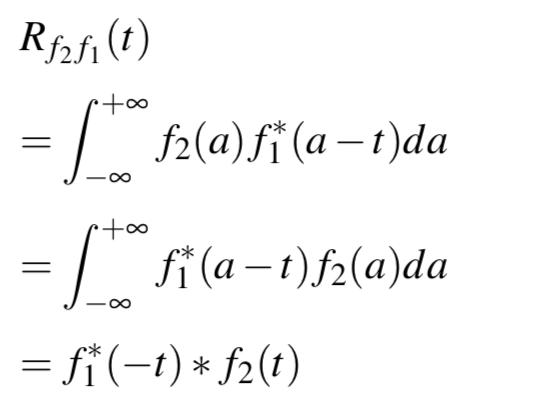 R_{f_2 f_1}(t)
= \int_{-\infty}^{+\infty} f_2(a) f_1^*(a-t)da
= \int_{-\infty}^{+\infty} f_1^*(a-t) f_2(a)da
= f_1^*(-t) * f_2(t)